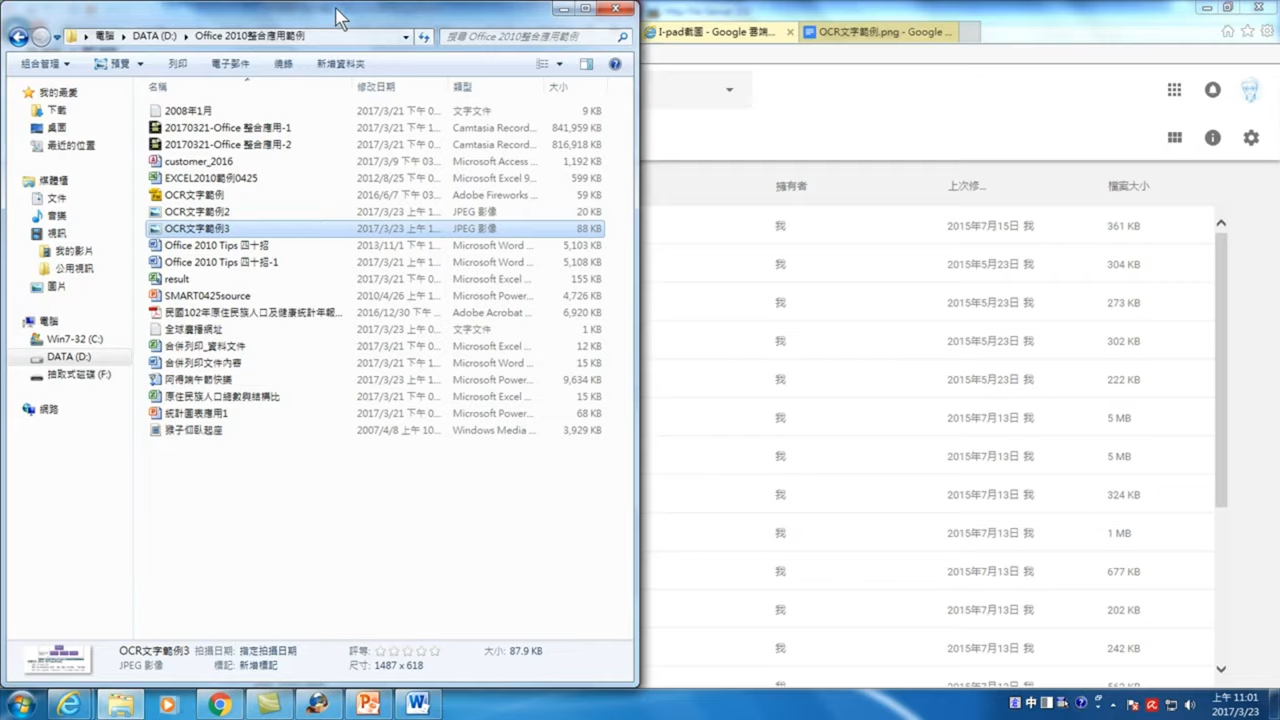 電腦 ▸ DATA (D:) ▸ Office 2010整合應用範例
搜尋 Office 2010整合應用範例
I-pad截圖 - Google 雲端...
OCR文字範例.png - Google ...
組合管理 預覽 列印 電子郵件 燒錄 新增資料夾
名稱 修改日期 類型 大小
我的最愛
下載
桌面
最近的位置
媒體櫃
文件
音樂
視訊
我的影片
公用視訊
圖片
電腦
Win7-32 (C:)
DATA (D:)
抽取式磁碟 (F:)
網路
2008年1月 2017/3/21 下午 0... 文字文件 9 KB
20170321-Office 整合應用-1 2017/3/21 下午 0... Camtasia Record... 841,959 KB
20170321-Office 整合應用-2 2017/3/21 下午 0... Camtasia Record... 816,918 KB
customer_2016 2017/3/9 下午 03... Microsoft Access ... 1,192 KB
EXCEL2010範例0425 2012/8/25 下午 0... Microsoft Excel 9... 599 KB
OCR文字範例 2016/6/7 下午 03... Adobe Fireworks ... 59 KB
OCR文字範例2 2017/3/23 上午 1... JPEG 影像 20 KB
OCR文字範例3 2017/3/23 上午 1... JPEG 影像 88 KB
Office 2010 Tips 四十招 2013/11/1 下午 1... Microsoft Word ... 5,103 KB
Office 2010 Tips 四十招-1 2017/3/21 下午 1... Microsoft Word ... 5,108 KB
result 2017/3/21 下午 0... Microsoft Excel ... 155 KB
SMART0425source 2010/4/26 上午 1... Microsoft Power... 4,726 KB
民國102年原住民族人口及健康統計年報... 2016/12/30 下午 ... Adobe Acrobat ... 6,920 KB
全球廣播網址 2017/3/23 上午 1... 文字文件 1 KB
合併列印_資料文件 2017/3/21 下午 0... Microsoft Excel ... 12 KB
合併列印文件內容 2017/3/21 下午 1... Microsoft Word ... 15 KB
阿得端午節快議 2017/3/23 上午 1... Microsoft Power... 9,634 KB
原住民族人口總數與結構比 2017/3/21 下午 0... Microsoft Excel ... 15 KB
統計圖表應用1 2017/3/21 下午 0... Microsoft Power... 68 KB
猴子仰臥起座 2007/4/8 上午 10... Windows Media ... 3,929 KB
擁有者 上次修... 檔案大小
我 2015年7月15日 我 361 KB
我 2015年5月23日 我 304 KB
我 2015年5月23日 我 273 KB
我 2015年5月23日 我 302 KB
我 2015年5月23日 我 222 KB
我 2015年7月13日 我 5 MB
我 2015年7月13日 我 5 MB
我 2015年7月13日 我 324 KB
我 2015年7月13日 我 1 MB
我 2015年7月13日 我 677 KB
我 2015年7月13日 我 202 KB
我 2015年7月13日 我 242 KB
OCR文字範例3 拍攝日期: 指定拍攝日期 評等: ☆☆☆☆☆ 大小: 87.9 KB
JPEG 影像 標記: 新增標記 尺寸: 1487 x 618
中
上午 11:01
2017/3/23